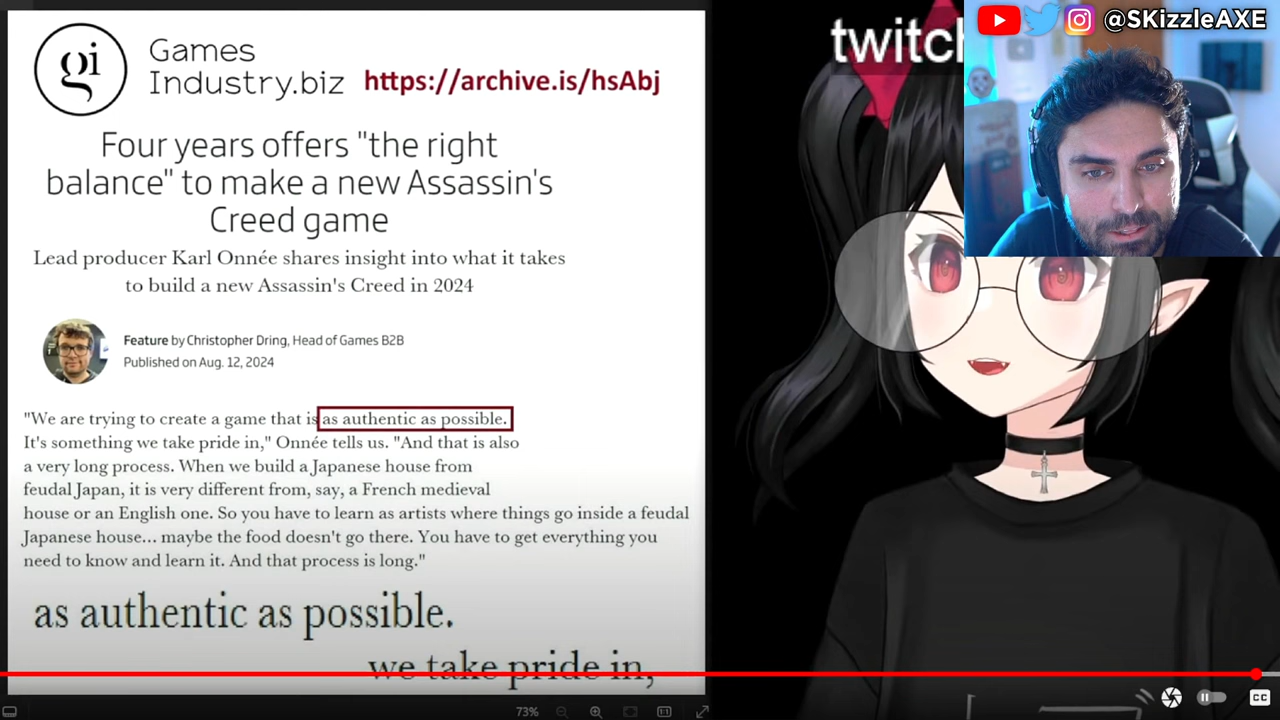 gi
Games
Industry.biz
https://archive.is/hsAbj
twitch
@SKizzleAXE
Four years offers "the right
balance" to make a new Assassin's
Creed game
Lead producer Karl Onnée shares insight into what it takes
to build a new Assassin's Creed in 2024
Feature by Christopher Dring, Head of Games B2B
Published on Aug. 12, 2024
"We are trying to create a game that is as authentic as possible.
It's something we take pride in," Onnée tells us. "And that is also
a very long process. When we build a Japanese house from
feudal Japan, it is very different from, say, a French medieval
house or an English one. So you have to learn as artists where things go inside a feudal
Japanese house... maybe the food doesn't go there. You have to get everything you
need to know and learn it. And that process is long."
as authentic as possible.
we take pride in,
73%
1:1
CC